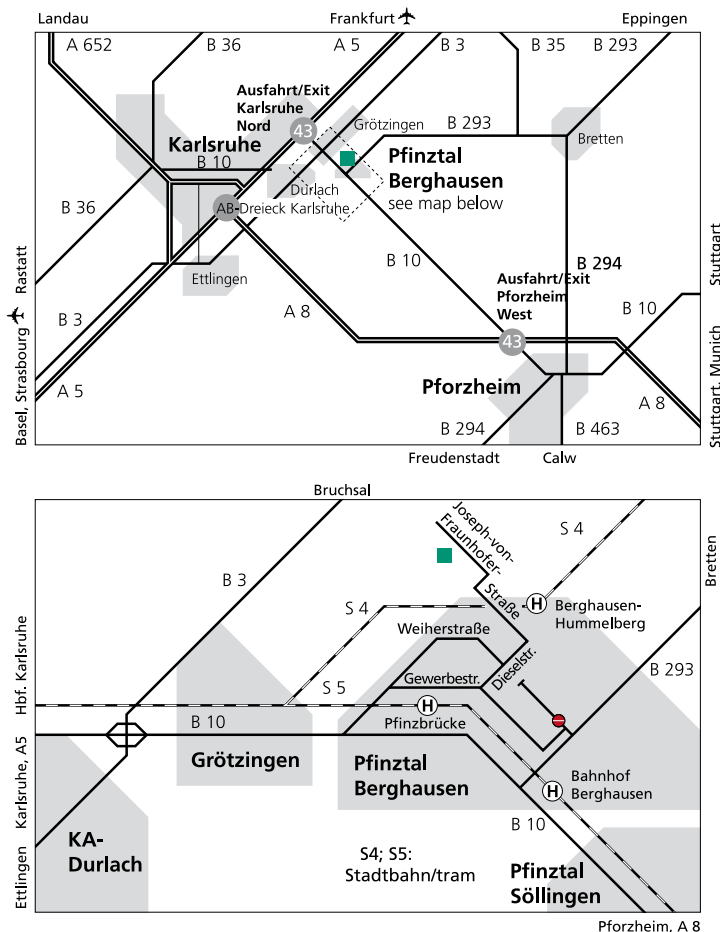 Landau
Frankfurt
Eppingen
A 652
B 36
A 5
B 3
B 35
B 293
Ausfahrt/Exit
Karlsruhe
Nord
43
Grötzingen
B 293
Karlsruhe
Bretten
B 10
Pfinztal
Berghausen
see map below
Durlach
B 36
AB-Dreieck Karlsruhe
B 10
B 294
Ettlingen
Ausfahrt/Exit
Pforzheim
West
B 10
A 8
B 3
43
A 5
Pforzheim
A 8
B 294
B 463
Freudenstadt
Calw
Basel, Strasbourg
Rastatt
Stuttgart
Stuttgart, Munich
Bruchsal
Joseph-von-
Fraunhofer-
Straße
S 4
B 3
H
Berghausen-
Hummelberg
S 4
Weiherstraße
Dieselstr.
B 293
Gewerbestr.
S 5
H
Pfinzbrücke
B 10
Grötzingen
Pfinztal
Berghausen
Bahnhof
Berghausen
H
B 10
KA-
Durlach
S4; S5:
Stadtbahn/tram
Pfinztal
Söllingen
Hbf. Karlsruhe
Karlsruhe, A5
Ettlingen
Bretten
Pforzheim, A 8